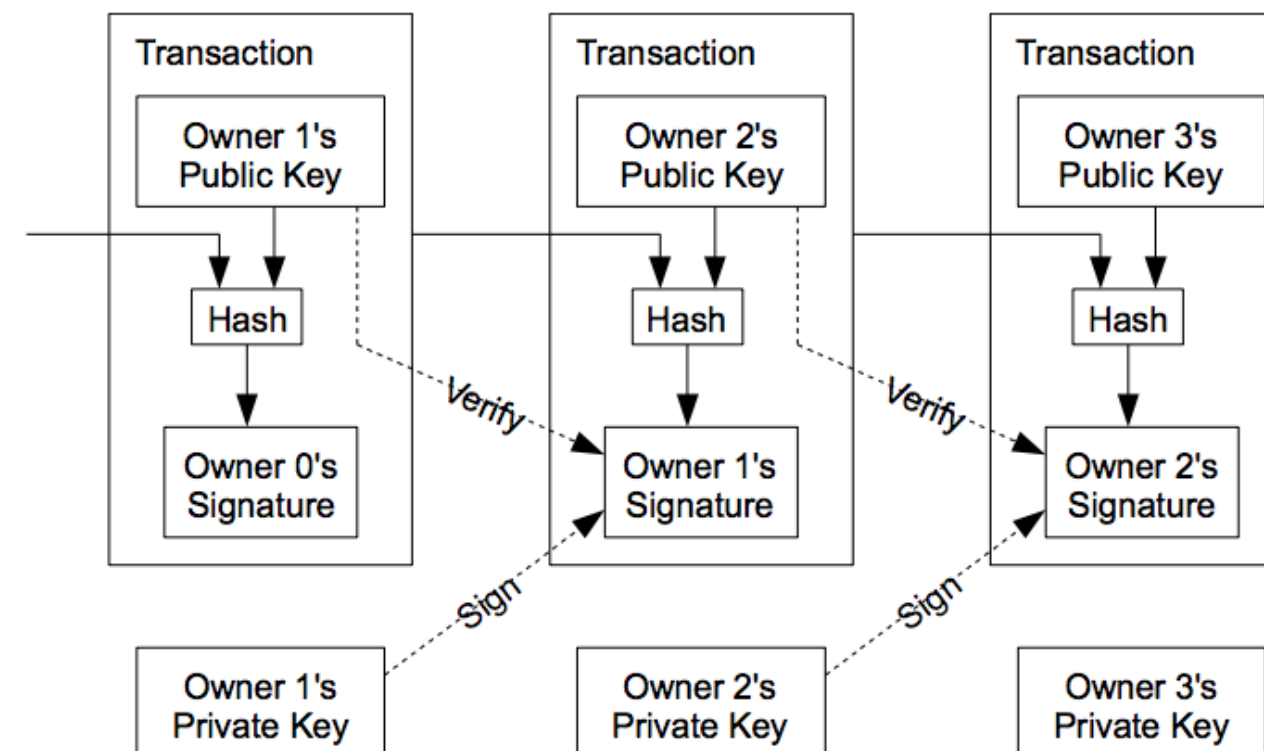 Transaction
Transaction
Transaction
Owner 1's
Public Key
Owner 2's
Public Key
Owner 3's
Public Key
Hash
Hash
Hash
Verify
Verify
Owner 0's
Signature
Owner 1's
Signature
Owner 2's
Signature
Sign
Sign
Owner 1's
Private Key
Owner 2's
Private Key
Owner 3's
Private Key